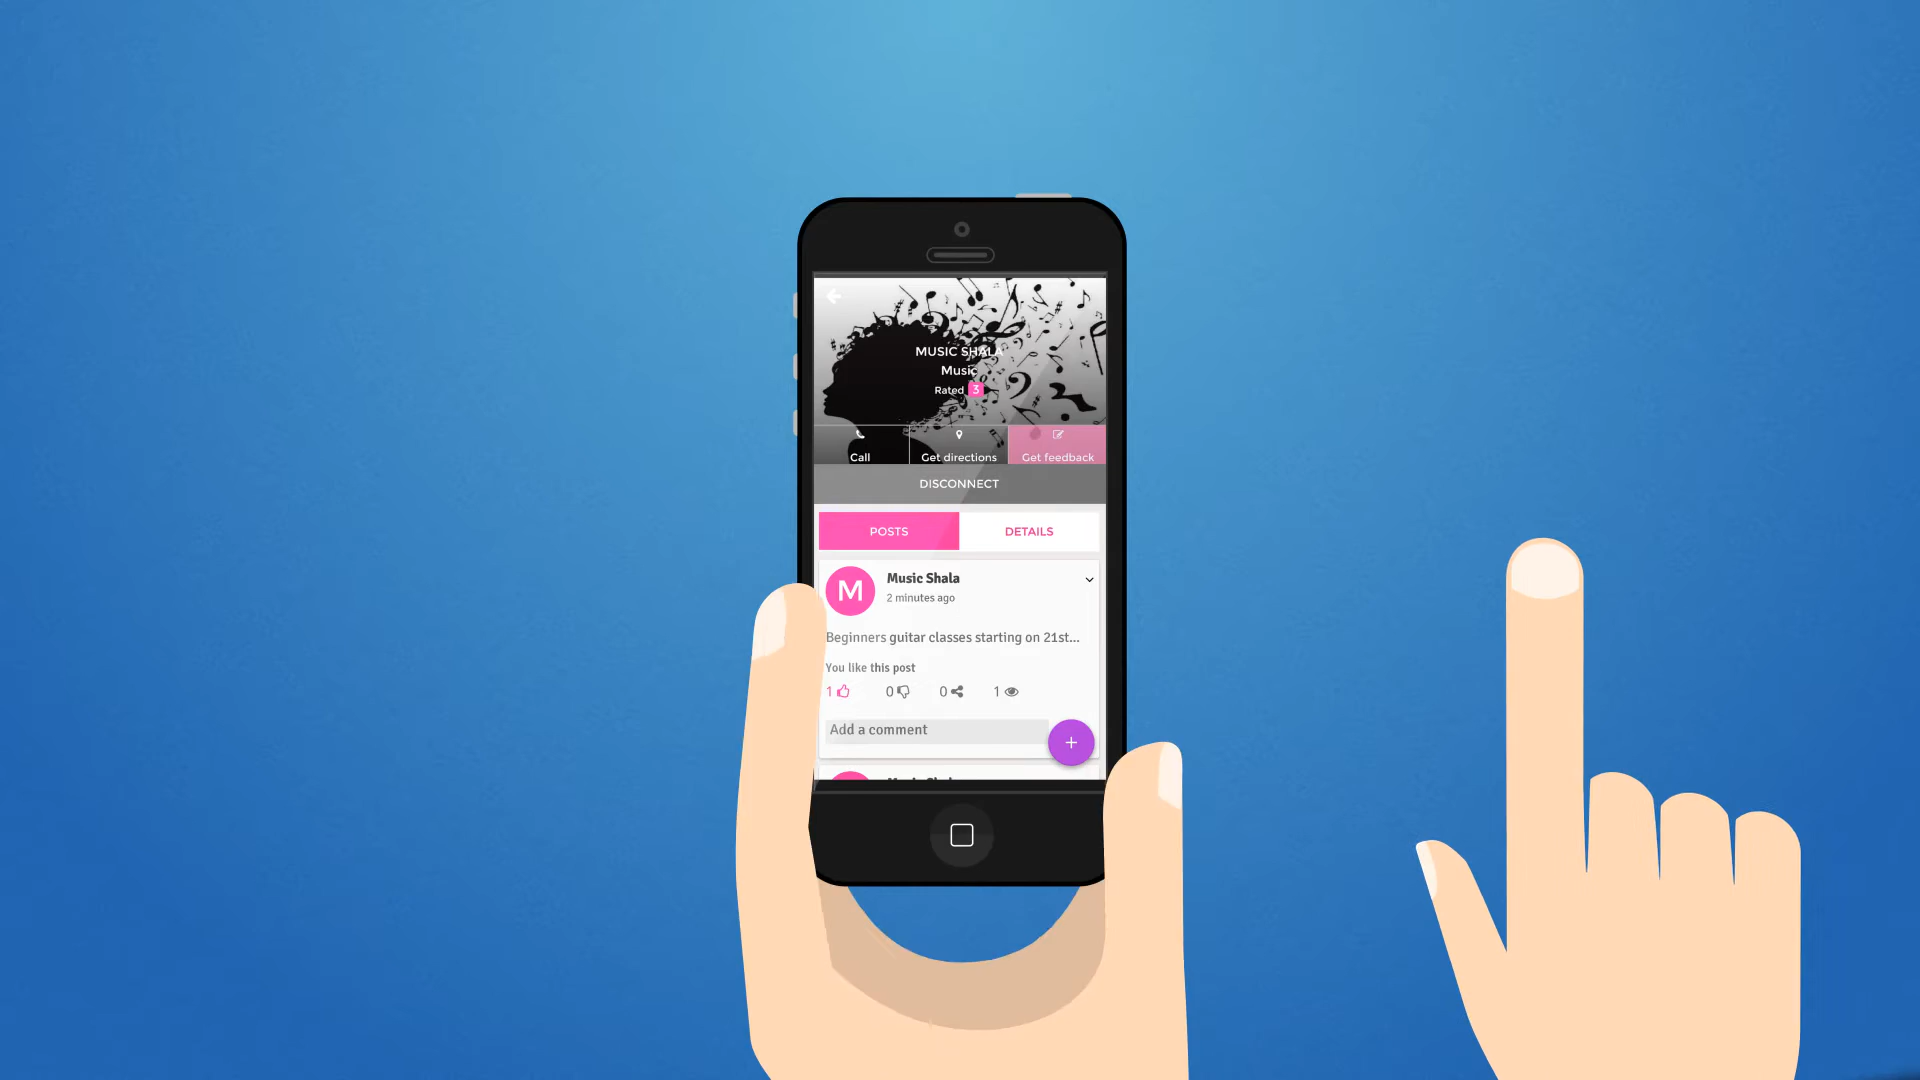 MUSIC SHALA
Music
Rated 3
Call Get directions Get feedback
DISCONNECT
POSTS DETAILS
M Music Shala
2 minutes ago
Beginners guitar classes starting on 21st...
You like this post
1 0 0 1
Add a comment
+